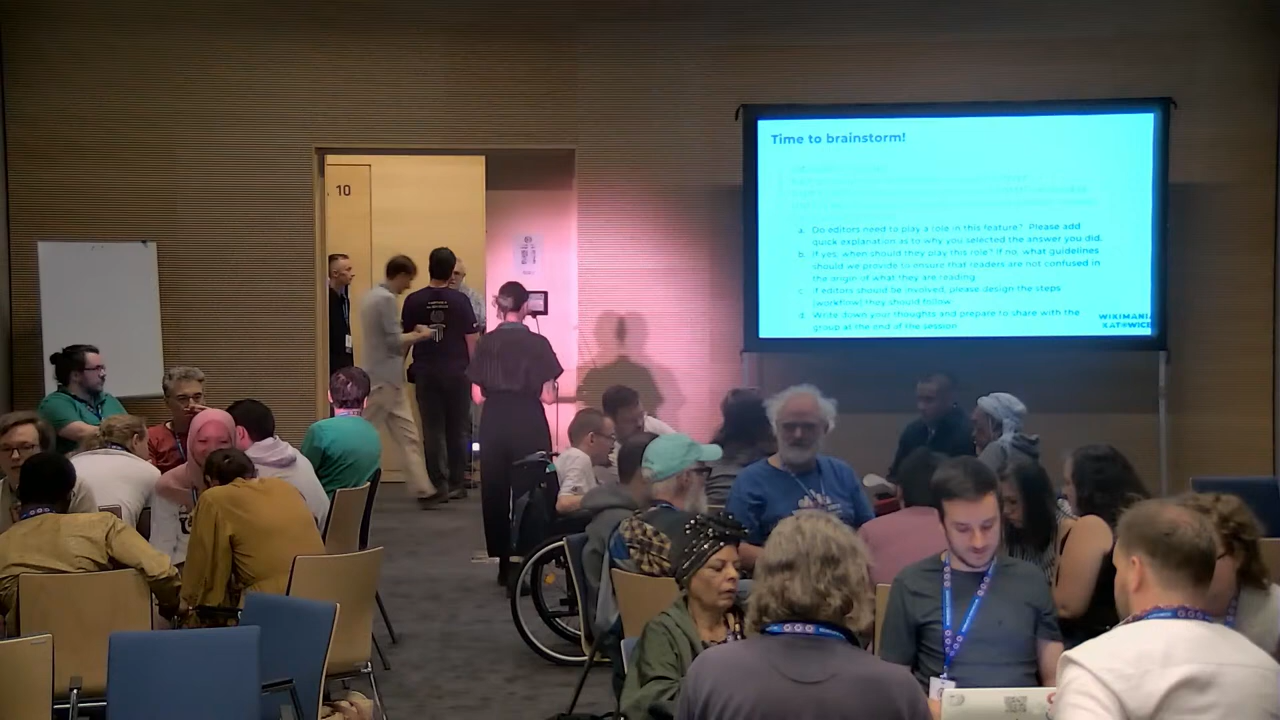 10
Time to brainstorm!
a. Do editors need to play a role in this feature? Please add
quick explanation as to why you selected the answer you did.
b. If yes, when should they play this role? If no, what guidelines
should we provide to ensure that readers are not confused in
the origin of what they are reading
c. If editors should be involved, please design the steps
(workflow) they should follow.
d. Write down your thoughts and prepare to share with the
group at the end of the session
WIKIMANIA
KATOWICE